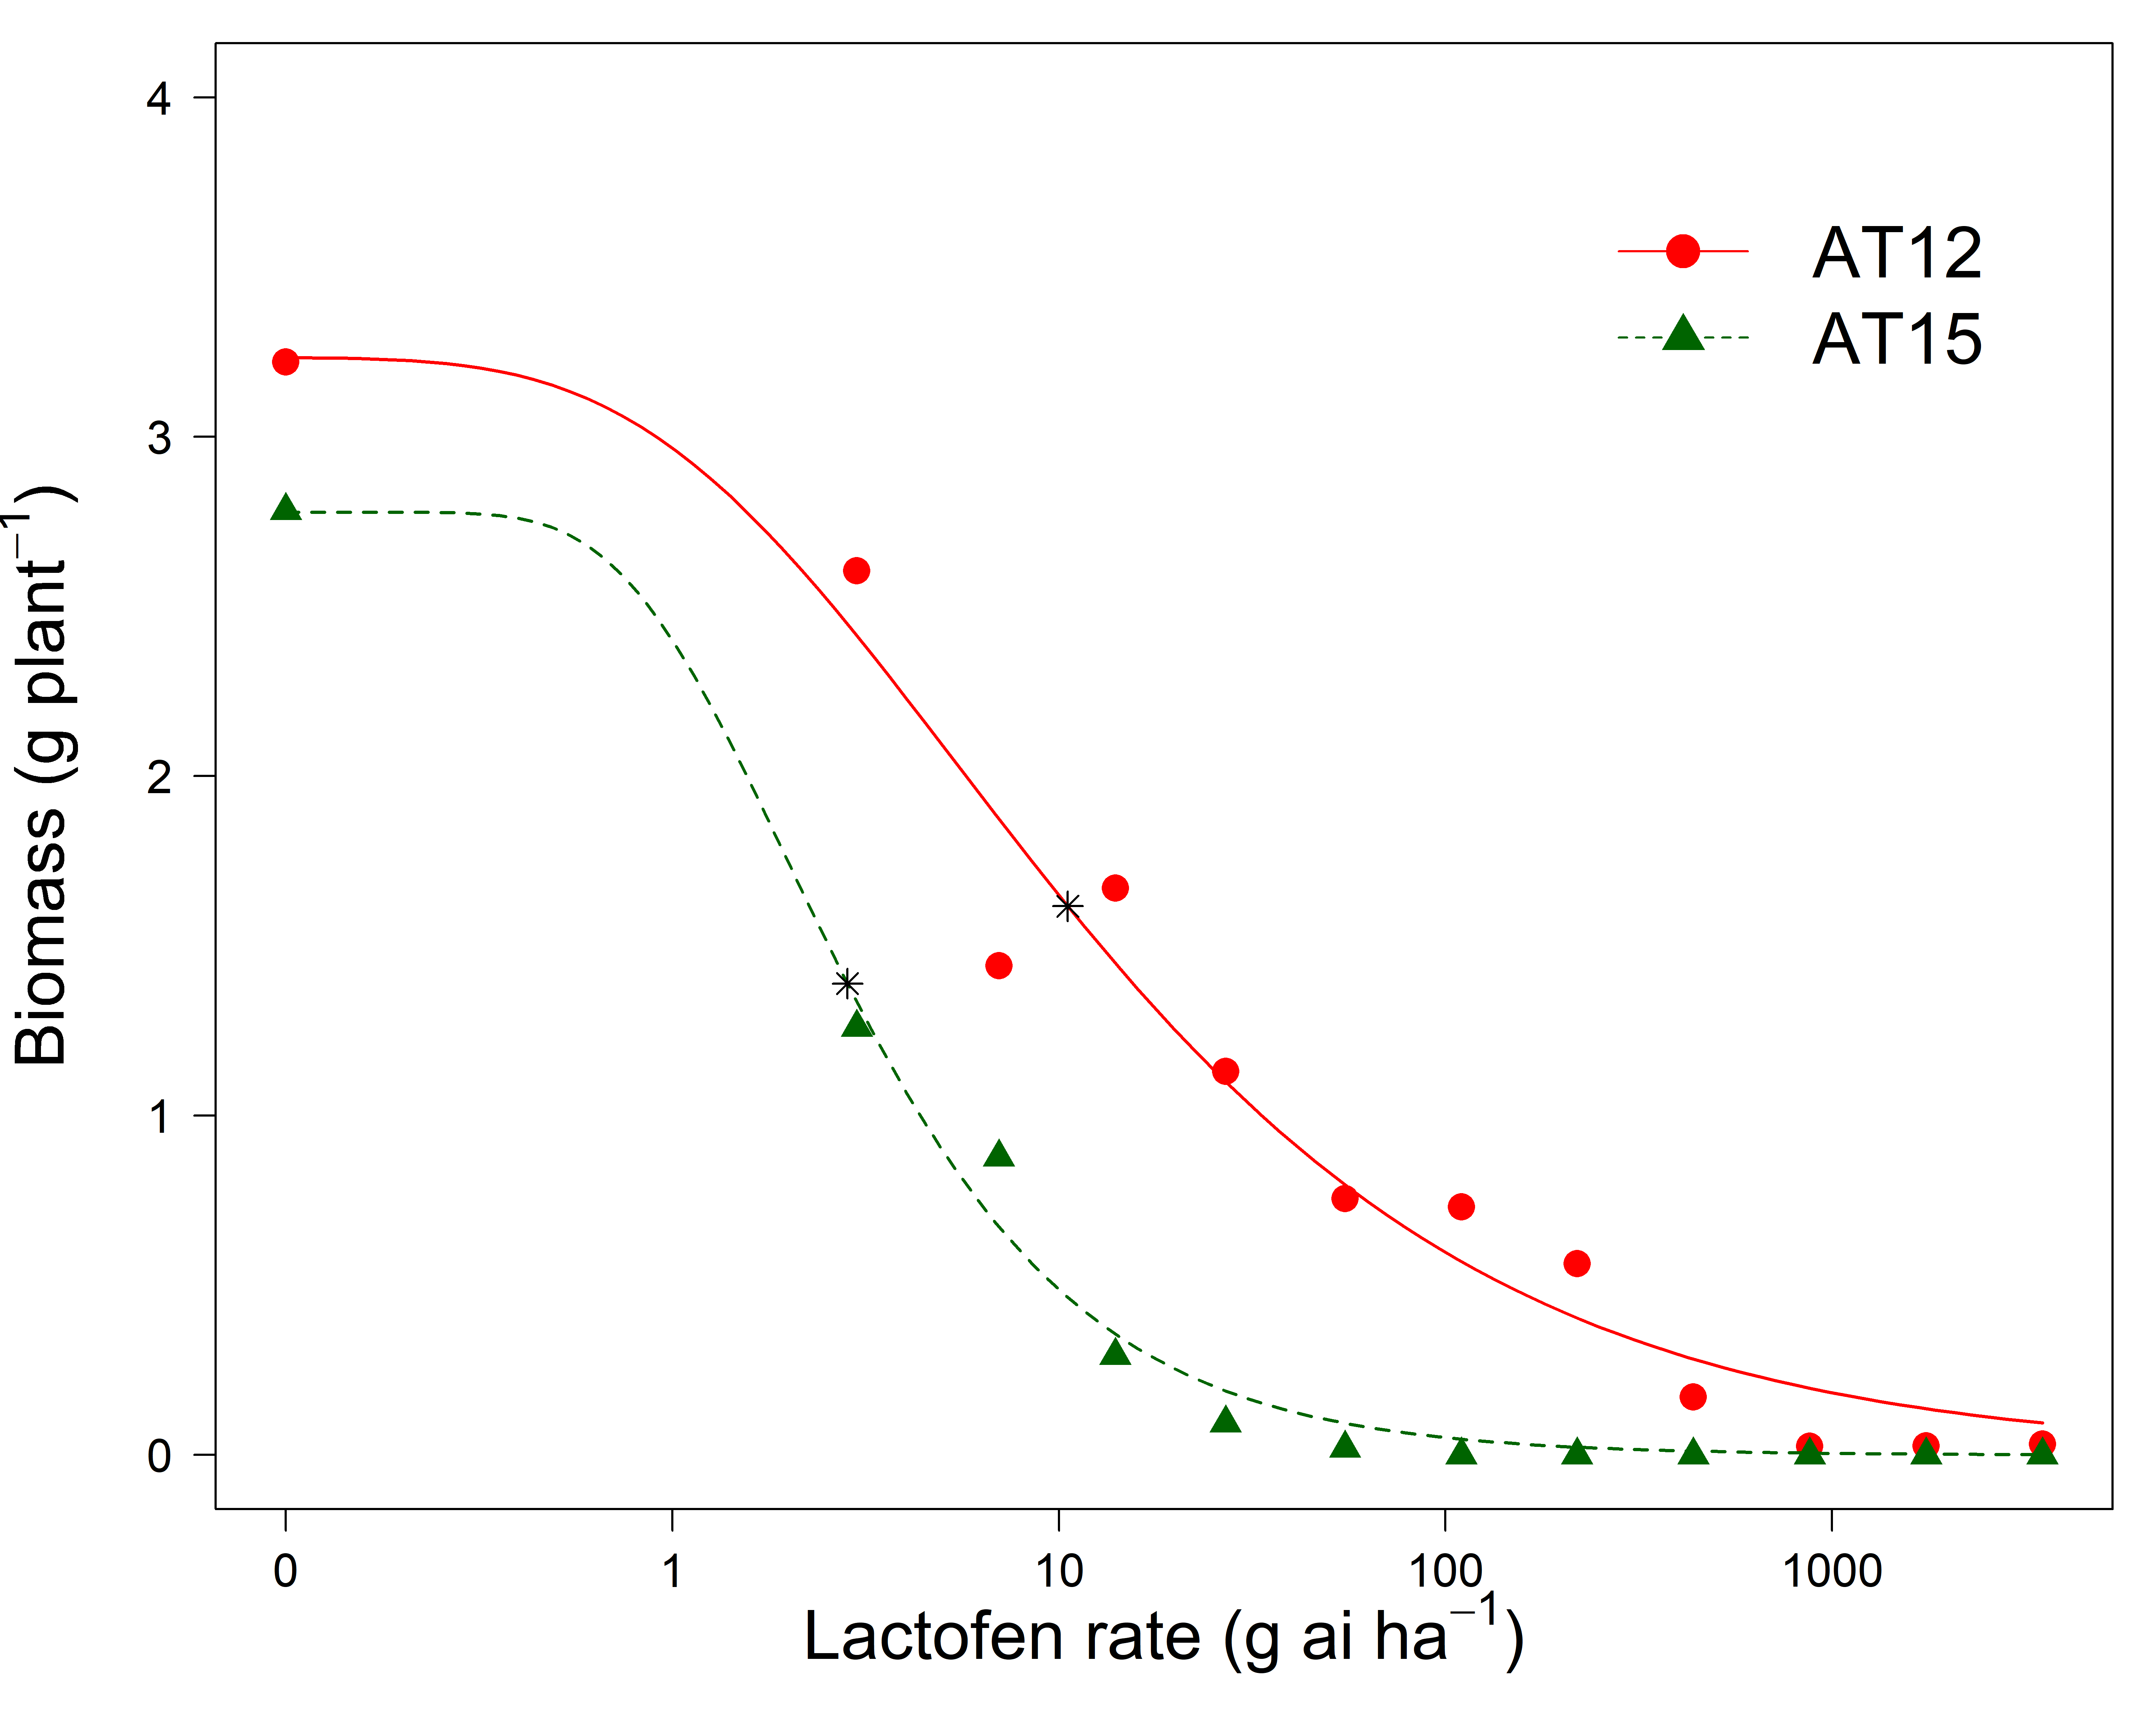 4
3
2
1
0
Biomass (g plant⁻¹)
AT12
AT15
0 1 10 100 1000
Lactofen rate (g ai ha⁻¹)